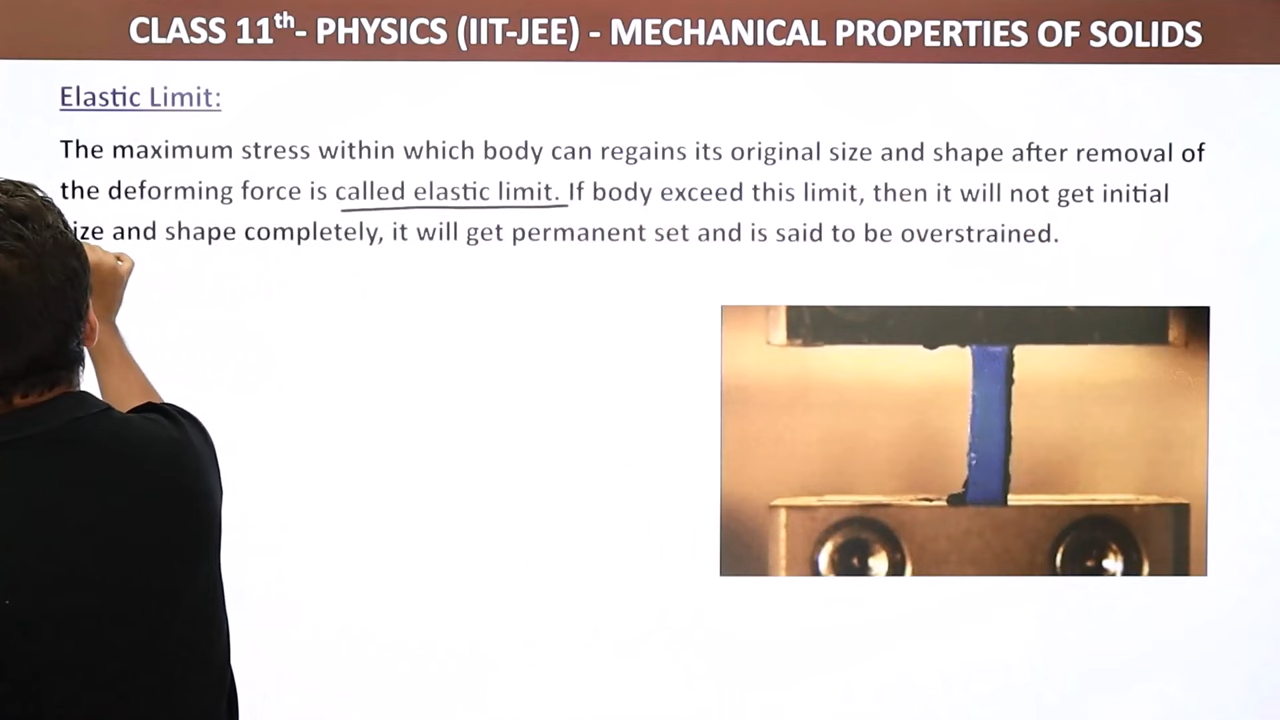 CLASS 11th- PHYSICS (IIT-JEE) - MECHANICAL PROPERTIES OF SOLIDS
Elastic Limit:
The maximum stress within which body can regains its original size and shape after removal of
the deforming force is called elastic limit. If body exceed this limit, then it will not get initial
ize and shape completely, it will get permanent set and is said to be overstrained.